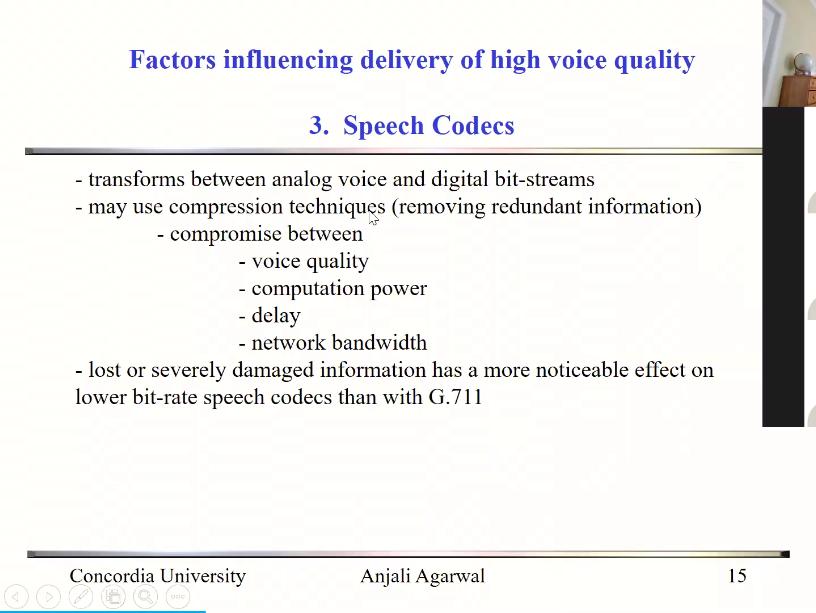 Factors influencing delivery of high voice quality
3. Speech Codecs
- transforms between analog voice and digital bit-streams
- may use compression techniques (removing redundant information)
- compromise between
- voice quality
- computation power
- delay
- network bandwidth
- lost or severely damaged information has a more noticeable effect on
lower bit-rate speech codecs than with G.711
Concordia University Anjali Agarwal 15